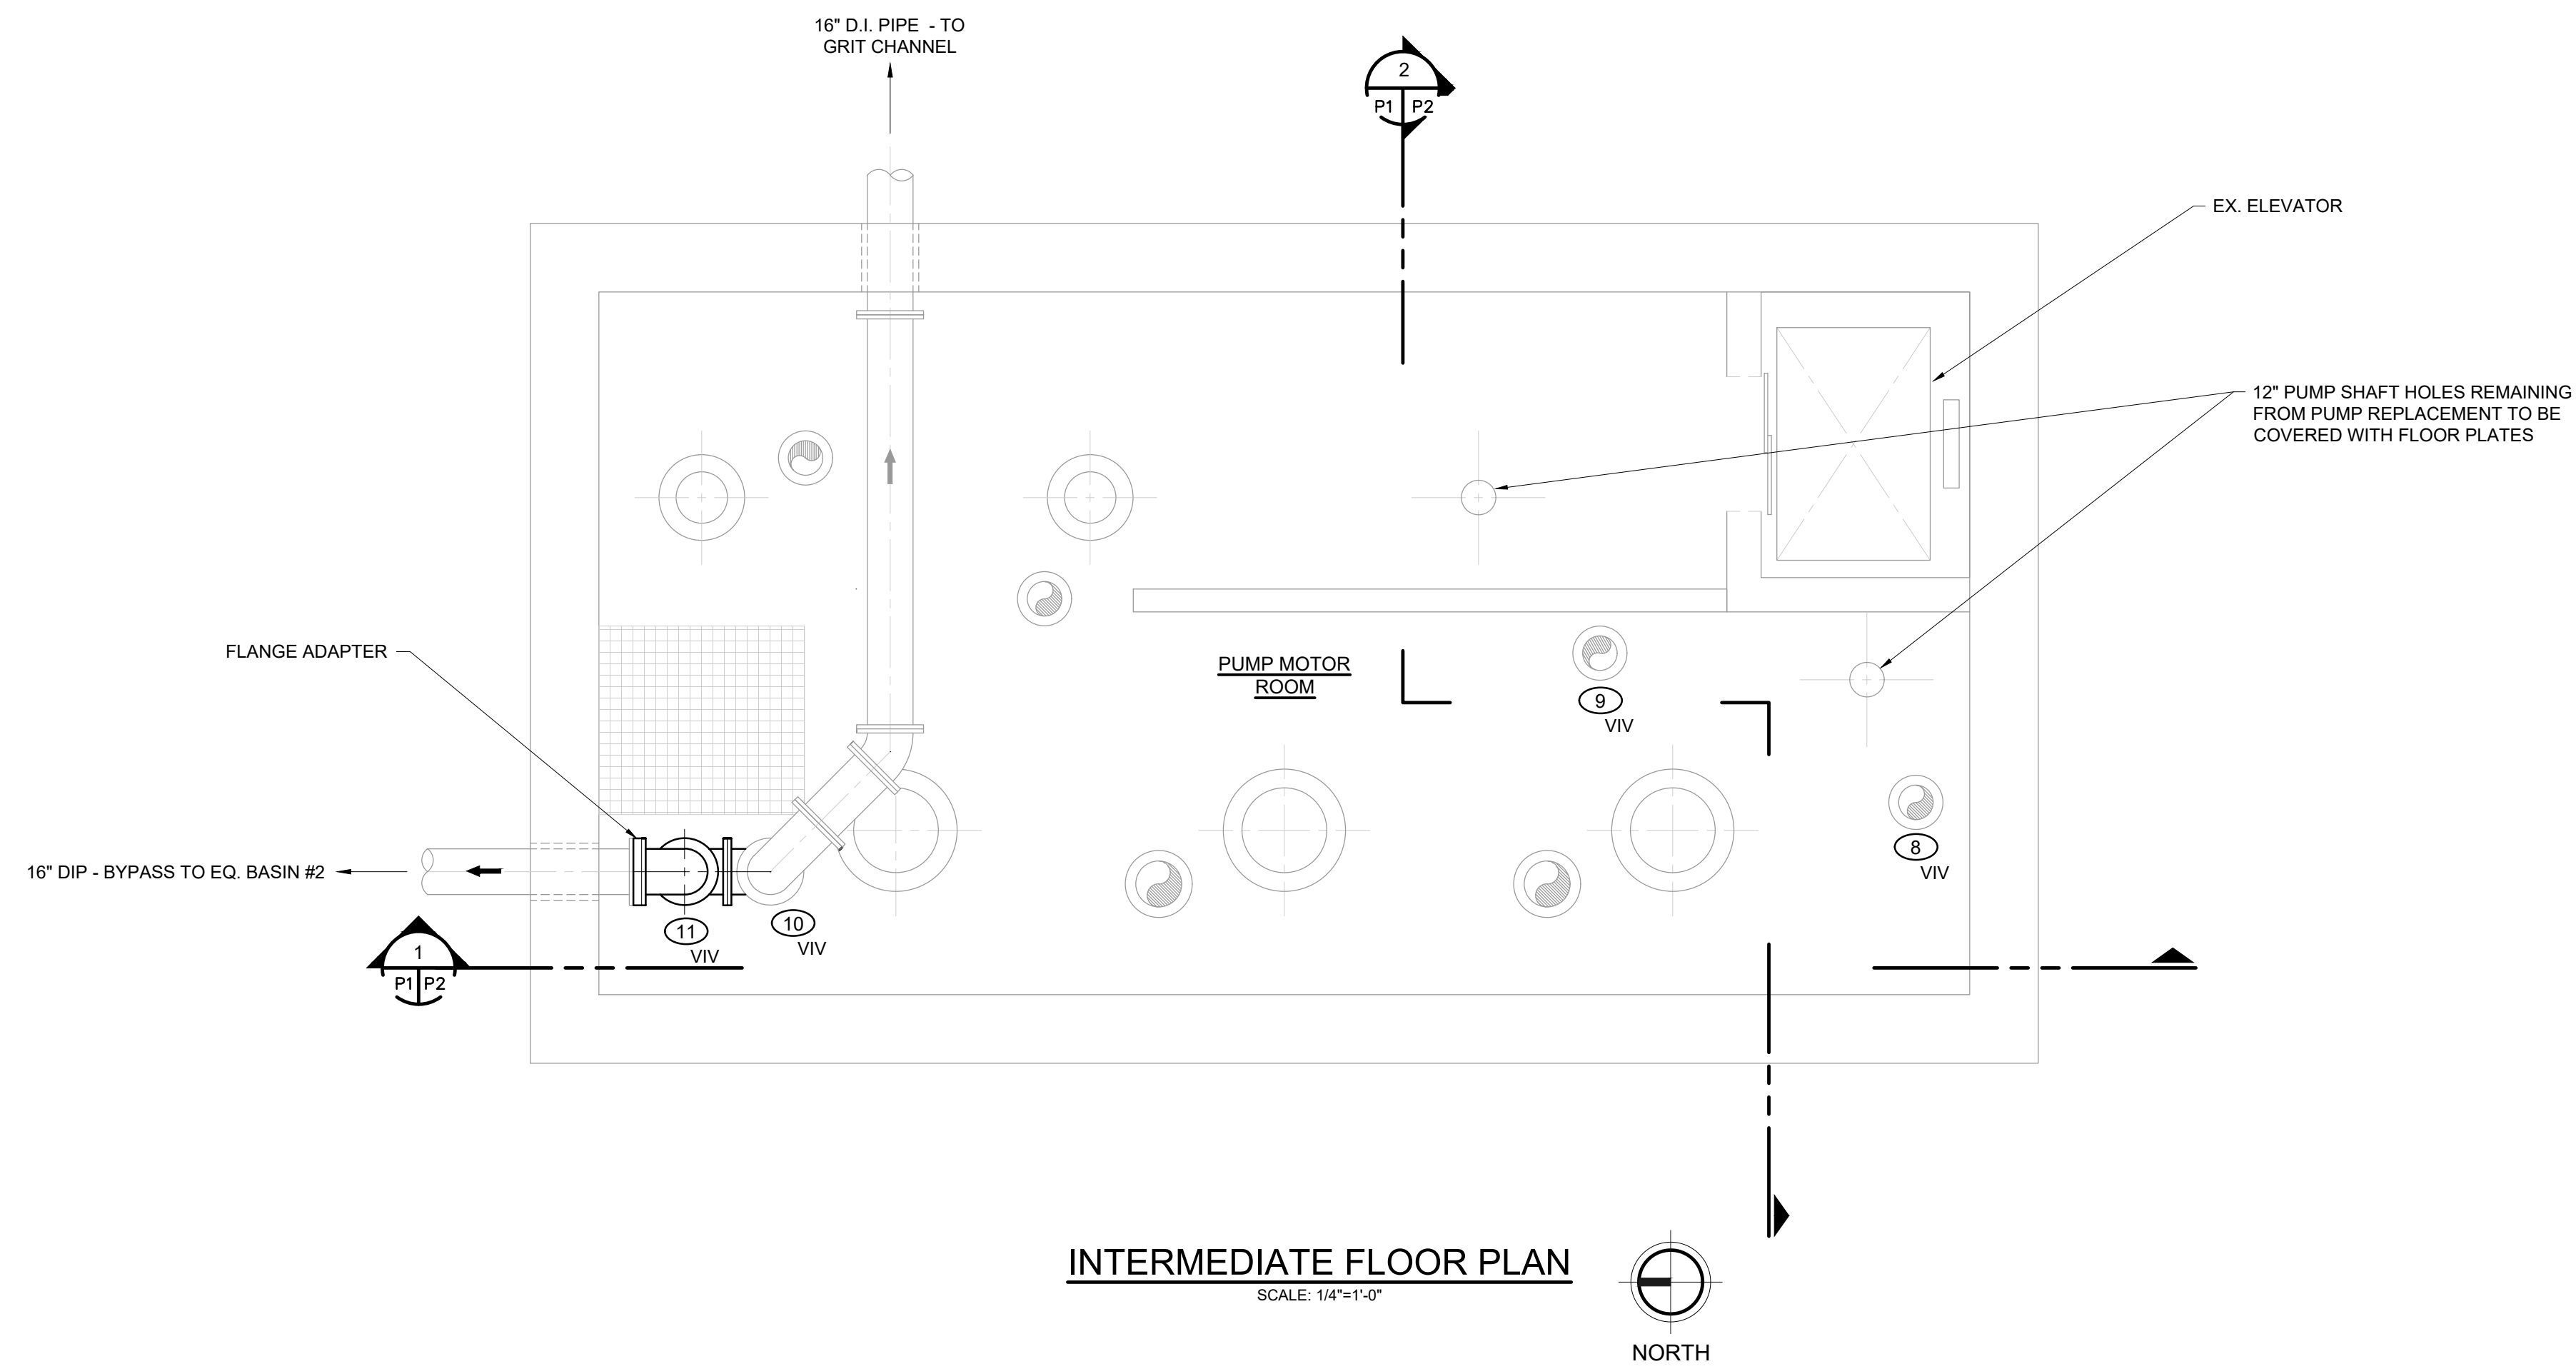 16" D.I. PIPE - TO
GRIT CHANNEL
2
P1 P2
EX. ELEVATOR
12" PUMP SHAFT HOLES REMAINING
FROM PUMP REPLACEMENT TO BE
COVERED WITH FLOOR PLATES
FLANGE ADAPTER
PUMP MOTOR
ROOM
9
VIV
8
VIV
16" DIP - BYPASS TO EQ. BASIN #2
10
VIV
11
VIV
1
P1 P2
INTERMEDIATE FLOOR PLAN
SCALE: 1/4"=1'-0"
NORTH